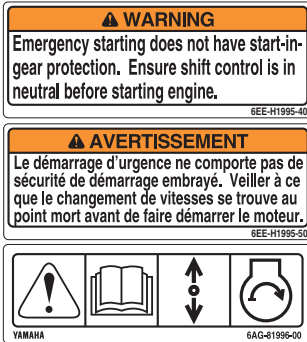 WARNING
Emergency starting does not have start-in-
gear protection. Ensure shift control is in
neutral before starting engine.
6EE-H1995-40
AVERTISSEMENT
Le démarrage d'urgence ne comporte pas de
sécurité de démarrage embrayé. Veiller à ce
que le changement de vitesses se trouve au
point mort avant de faire démarrer le moteur.
6EE-H1995-50
YAMAHA 6AG-81996-00